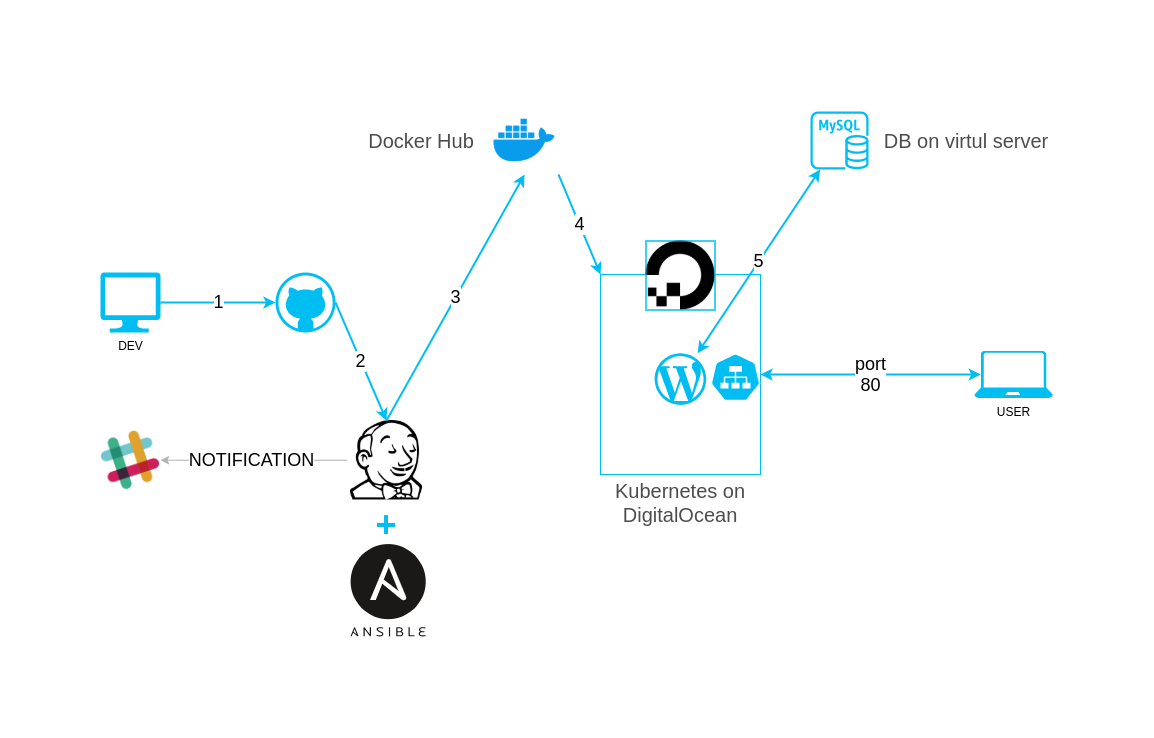 Docker Hub
MySQL
DB on virtul server
4
5
1
3
DEV
2
port
80
USER
NOTIFICATION
Kubernetes on
DigitalOcean
+
ANSIBLE